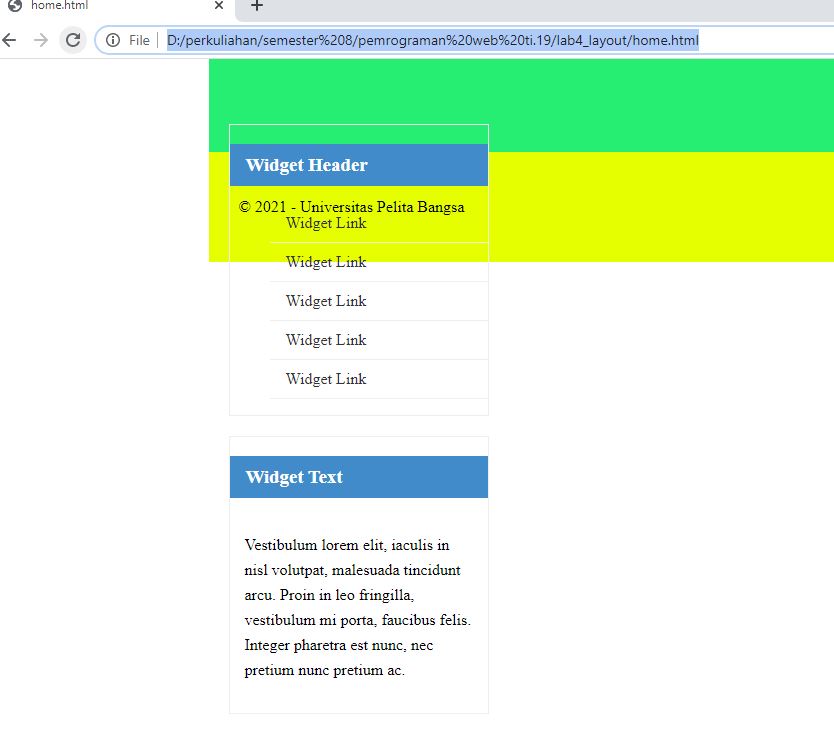 home.html
File
D:/perkuliahan/semester%208/pemrograman%20web%20ti.19/lab4_layout/home.html
Widget Header
© 2021 - Universitas Pelita Bangsa
Widget Link
Widget Link
Widget Link
Widget Link
Widget Link
Widget Text
Vestibulum lorem elit, iaculis in
nisl volutpat, malesuada tincidunt
arcu. Proin in leo fringilla,
vestibulum mi porta, faucibus felis.
Integer pharetra est nunc, nec
pretium nunc pretium ac.